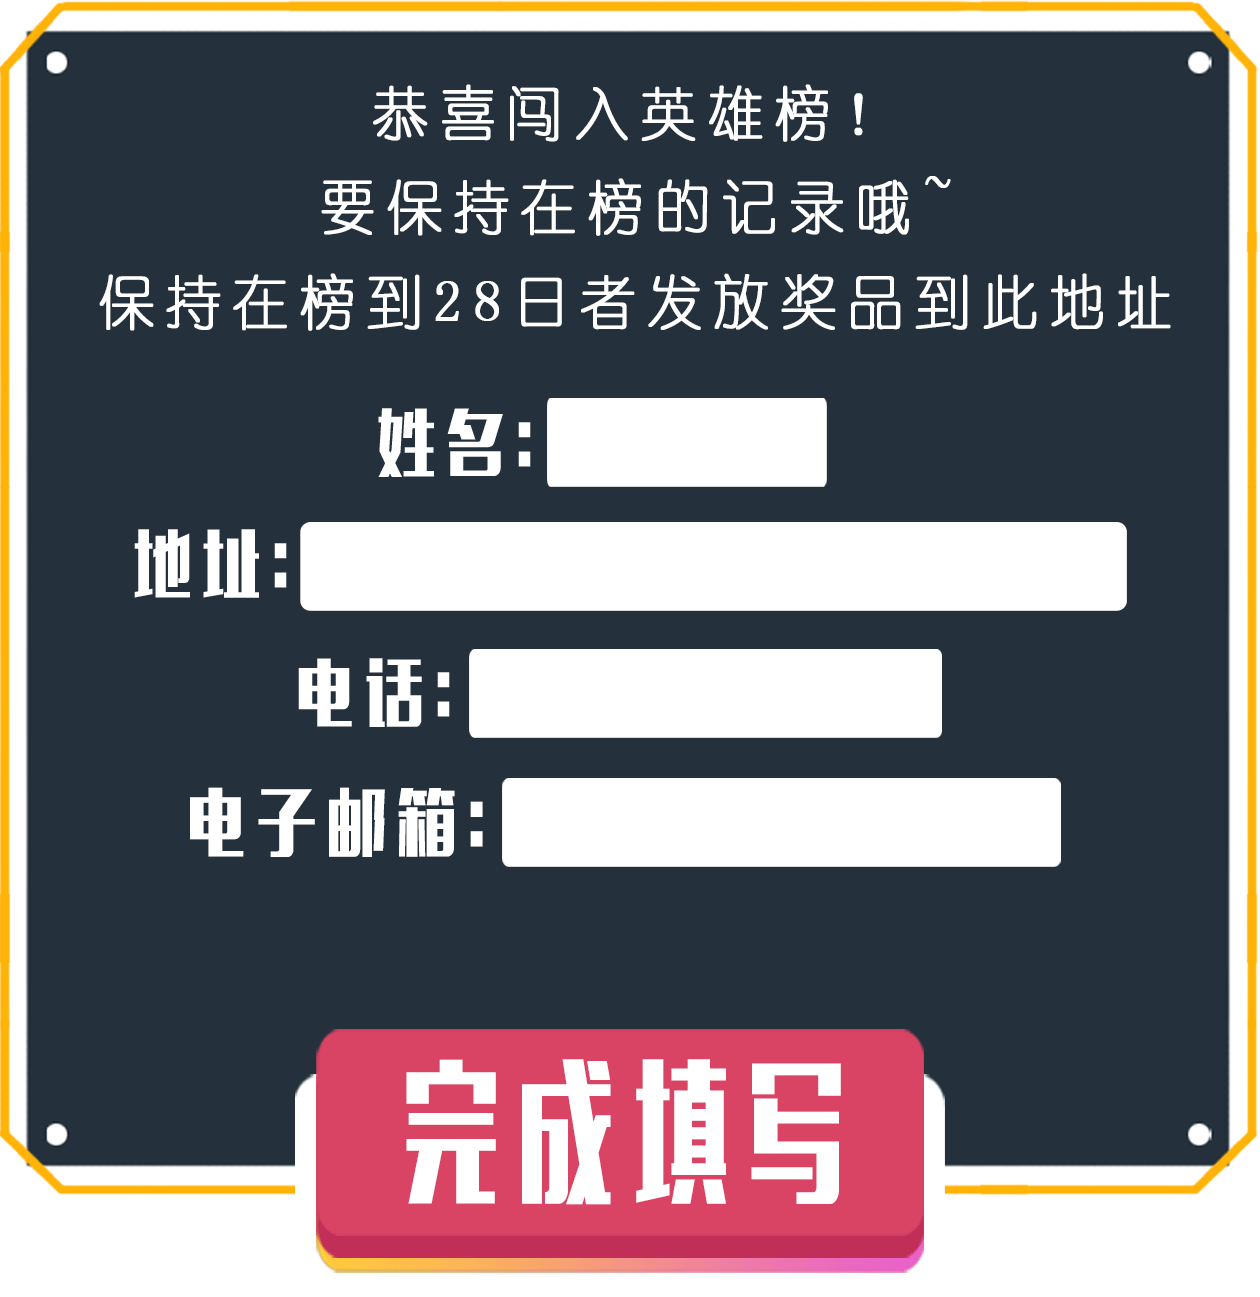 恭喜闯入英雄榜！
要保持在榜的记录哦~
保持在榜到28日者发放奖品到此地址
姓名：
地址：
电话：
电子邮箱：
完成填写